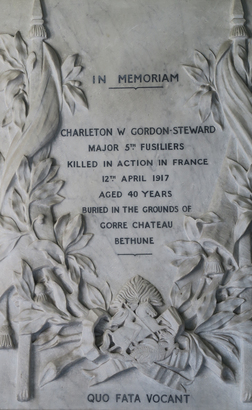 IN MEMORIAM
CHARLETON W GORDON-STEWARD
MAJOR 5TH FUSILIERS
KILLED IN ACTION IN FRANCE
12TH APRIL 1917
AGED 40 YEARS
BURIED IN THE GROUNDS OF
GORRE CHATEAU
BETHUNE
QUO FATA VOCANT